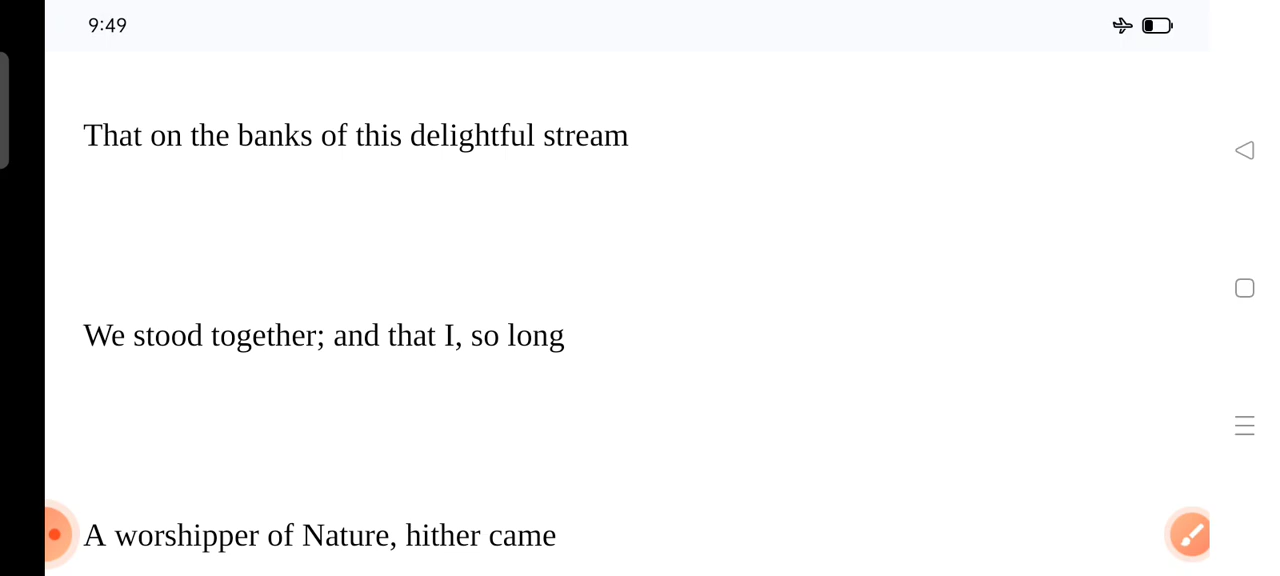 9:49
That on the banks of this delightful stream
We stood together; and that I, so long
A worshipper of Nature, hither came